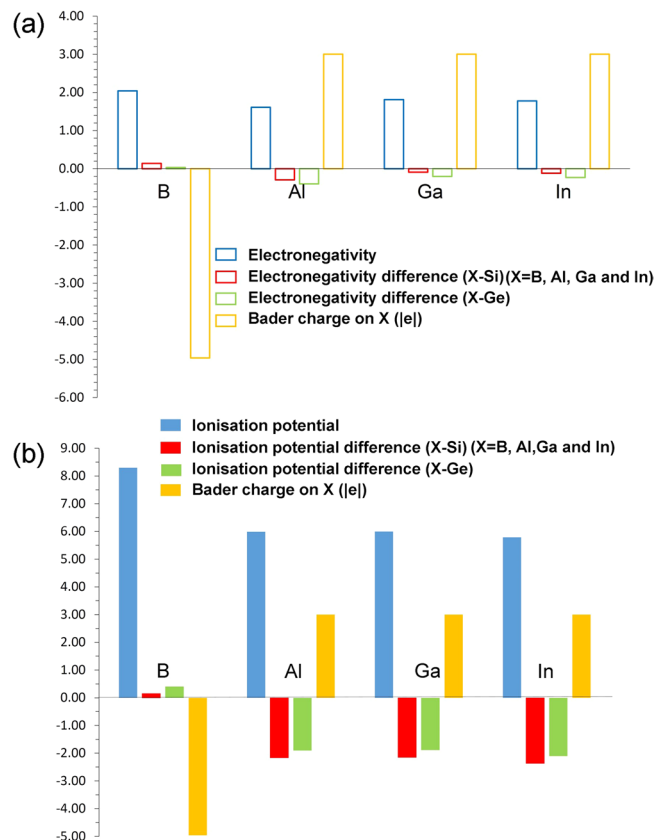 (a)
4.00
3.00
2.00
1.00
0.00
-1.00
-2.00
-3.00
-4.00
-5.00
-6.00
B Al Ga In
Electronegativity
Electronegativity difference (X-Si)(X=B, Al, Ga and In)
Electronegativity difference (X-Ge)
Bader charge on X (|e|)
(b)
Ionisation potential
Ionisation potential difference (X-Si) (X=B, Al,Ga and In)
Ionisation potential difference (X-Ge)
Bader charge on X (|e|)
9.00
8.00
7.00
6.00
5.00
4.00
3.00
2.00
1.00
0.00
-1.00
-2.00
-3.00
-4.00
-5.00
B Al Ga In